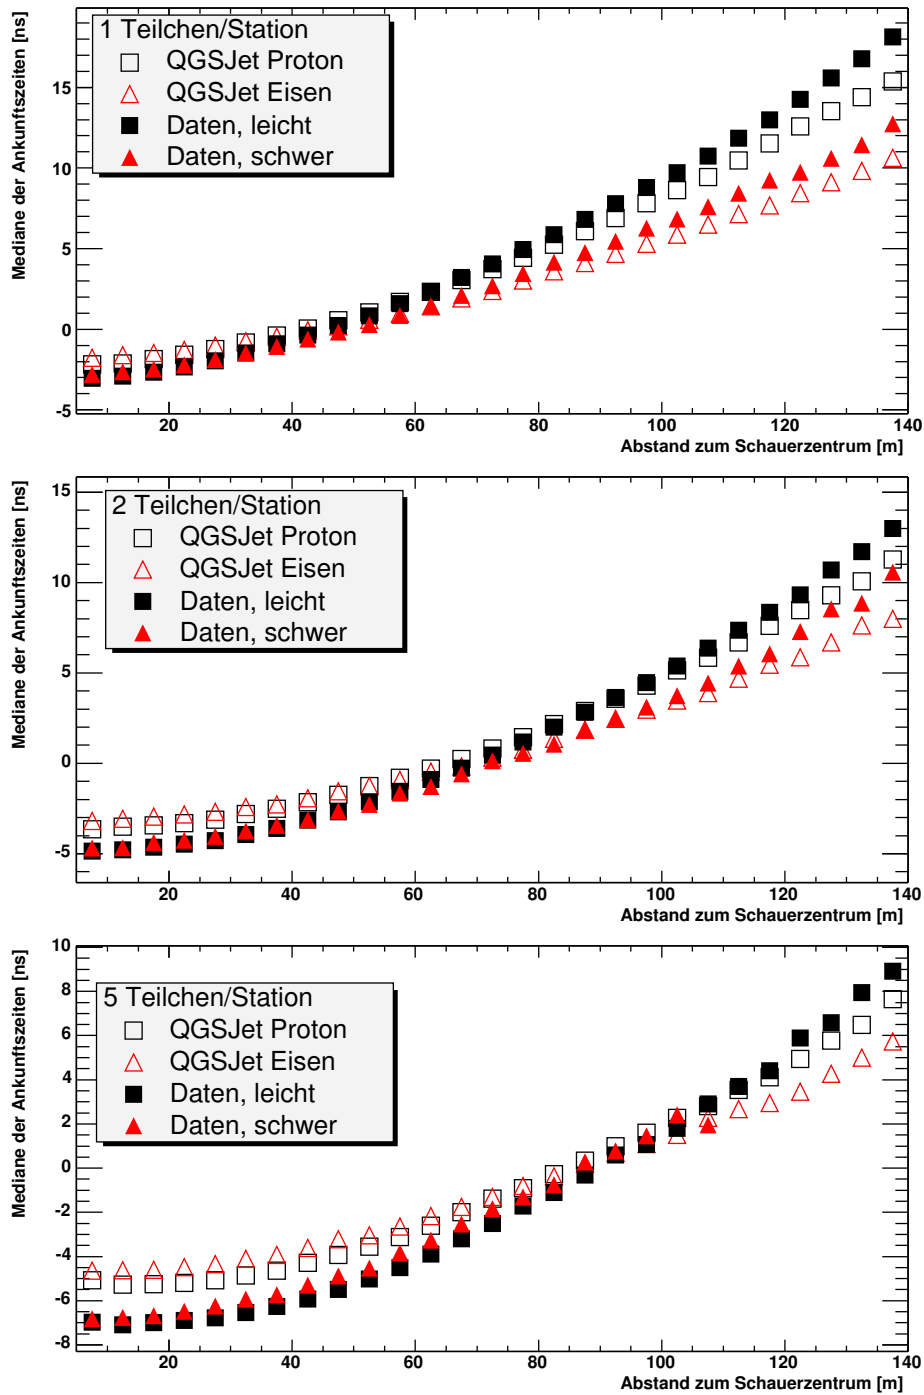 Mediane der Ankunftszeiten [ns]
1 Teilchen/Station
QGSJet Proton
QGSJet Eisen
Daten, leicht
Daten, schwer
15
10
5
0
-5
20 40 60 80 100 120 140
Abstand zum Schauerzentrum [m]
Mediane der Ankunftszeiten [ns]
2 Teilchen/Station
QGSJet Proton
QGSJet Eisen
Daten, leicht
Daten, schwer
15
10
5
0
-5
20 40 60 80 100 120 140
Abstand zum Schauerzentrum [m]
Mediane der Ankunftszeiten [ns]
5 Teilchen/Station
QGSJet Proton
QGSJet Eisen
Daten, leicht
Daten, schwer
10
8
6
4
2
0
-2
-4
-6
-8
20 40 60 80 100 120 140
Abstand zum Schauerzentrum [m]